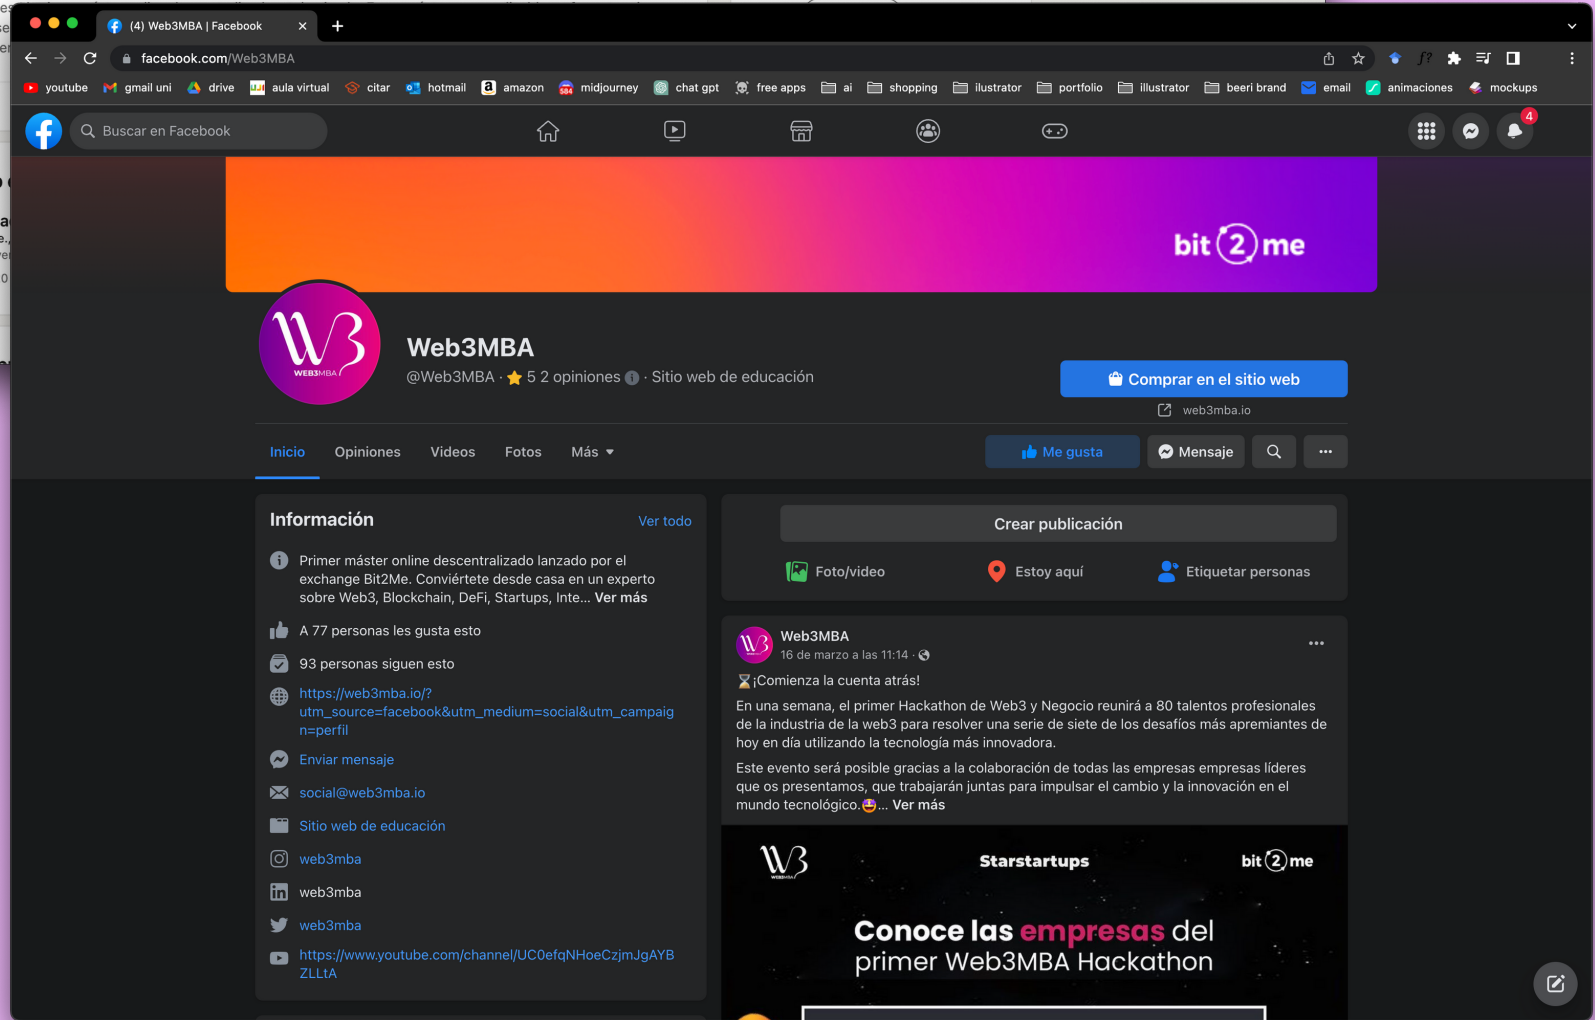 (4) Web3MBA | Facebook
facebook.com/Web3MBA
f?
youtube
gmail uni
drive
aula virtual
citar
hotmail
amazon
584
midjourney
chat gpt
free apps
ai
shopping
ilustrator
portfolio
illustrator
beeri brand
email
animaciones
mockups
Buscar en Facebook
4
bit2me
W3
WEB3MBA
Web3MBA
@Web3MBA · 5 2 opiniones · Sitio web de educación
Comprar en el sitio web
web3mba.io
Inicio
Opiniones
Videos
Fotos
Más
Me gusta
Mensaje
Información
Ver todo
Primer máster online descentralizado lanzado por el
exchange Bit2Me. Conviértete desde casa en un experto
sobre Web3, Blockchain, DeFi, Startups, Inte... Ver más
A 77 personas les gusta esto
93 personas siguen esto
https://web3mba.io/?
utm_source=facebook&utm_medium=social&utm_campaig
n=perfil
Enviar mensaje
social@web3mba.io
Sitio web de educación
web3mba
web3mba
web3mba
https://www.youtube.com/channel/UC0efqNHoeCzjmJgAYB
ZLLtA
Crear publicación
Foto/video
Estoy aquí
Etiquetar personas
Web3MBA
16 de marzo a las 11:14 ·
⌛¡Comienza la cuenta atrás!
En una semana, el primer Hackathon de Web3 y Negocio reunirá a 80 talentos profesionales
de la industria de la web3 para resolver una serie de siete de los desafíos más apremiantes de
hoy en día utilizando la tecnología más innovadora.
Este evento será posible gracias a la colaboración de todas las empresas empresas líderes
que os presentamos, que trabajarán juntas para impulsar el cambio y la innovación en el
mundo tecnológico.🤩... Ver más
W3
WEB3MBA
Starstartups
bit2me
Conoce las empresas del
primer Web3MBA Hackathon